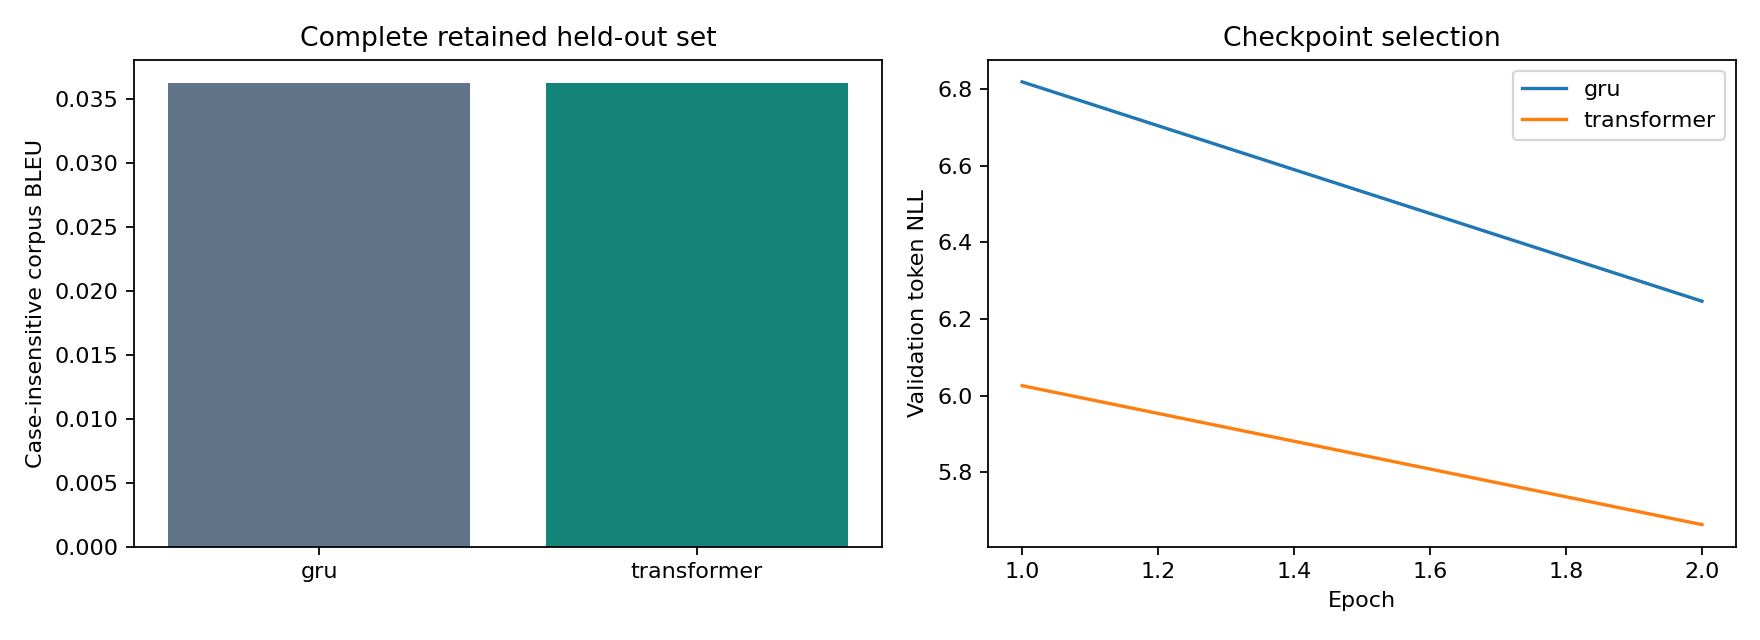 Complete retained held-out set
Case-insensitive corpus BLEU
0.035
0.030
0.025
0.020
0.015
0.010
0.005
0.000
gru
transformer
Checkpoint selection
Validation token NLL
6.8
6.6
6.4
6.2
6.0
5.8
gru
transformer
1.0 1.2 1.4 1.6 1.8 2.0
Epoch